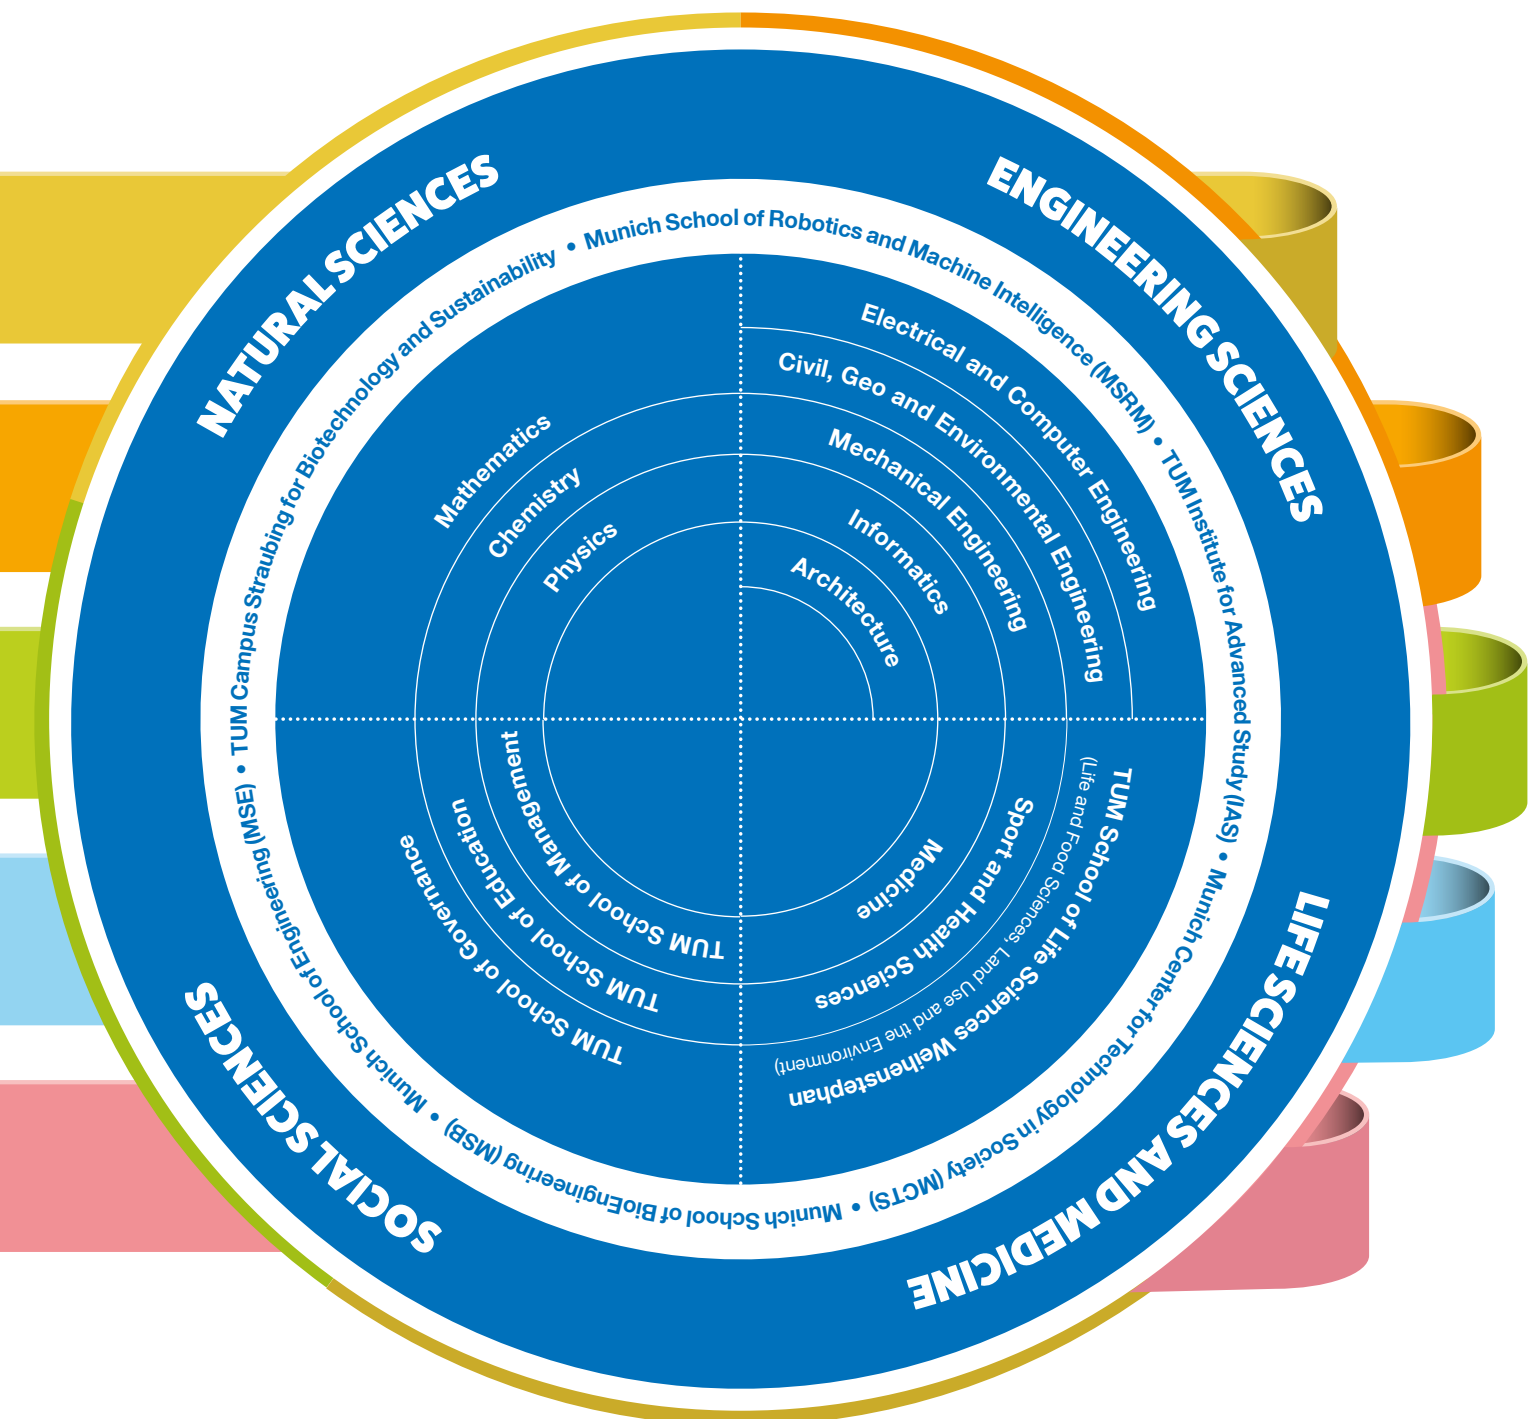 NATURAL SCIENCES
ENGINEERING SCIENCES
LIFE SCIENCES AND MEDICINE
SOCIAL SCIENCES
Munich School of Robotics and Machine Intelligence (MSRM) • TUM Institute for Advanced Study (IAS) • Munich Center for Technology in Society (MCTS) • Munich School of BioEngineering (MSB) • Munich School of Engineering (MSE) • TUM Campus Straubing for Biotechnology and Sustainability •
Mathematics
Chemistry
Physics
Electrical and Computer Engineering
Civil, Geo and Environmental Engineering
Mechanical Engineering
Informatics
Architecture
Medicine
Sport and Health Sciences
(Life and Food Sciences, Land Use and the Environment)
TUM School of Life Sciences Weihenstephan
TUM School of Management
TUM School of Education
TUM School of Governance